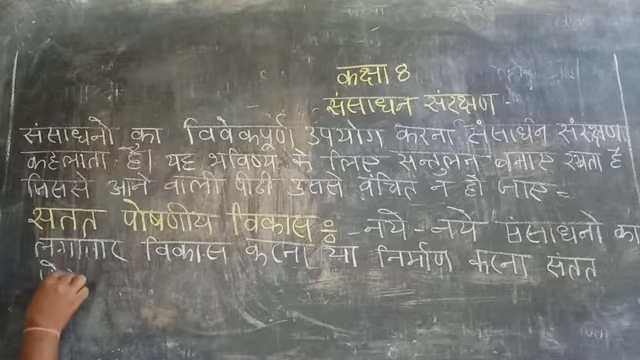 कक्षा 8
संसाधन संरक्षण -
संसाधनो का विवेकपूर्ण उपयोग करना संसाधन संरक्षण
कहलाता है। यह भविष्य के लिए सन्तुलन बनाए रखता है
जिससे आने वाली पीढी उससे वंचित न हो जाए -
सतत पोषणीय विकास :- नये - नये संसाधनो का
लगातार विकास करना या निर्माण करना संतत